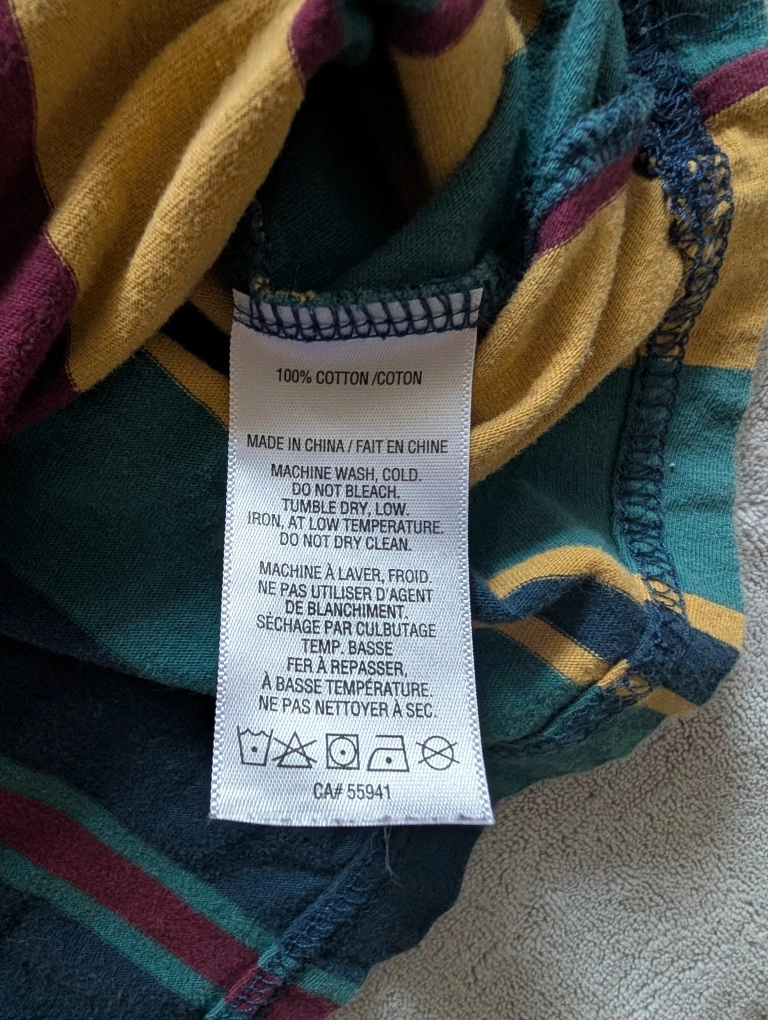 100% COTTON /COTON
MADE IN CHINA / FAIT EN CHINE
MACHINE WASH, COLD.
DO NOT BLEACH.
TUMBLE DRY, LOW.
IRON, AT LOW TEMPERATURE.
DO NOT DRY CLEAN.
MACHINE À LAVER, FROID.
NE PAS UTILISER D'AGENT
DE BLANCHIMENT.
SÉCHAGE PAR CULBUTAGE
TEMP. BASSE
FER À REPASSER,
À BASSE TEMPÉRATURE.
NE PAS NETTOYER À SEC.
CA# 55941